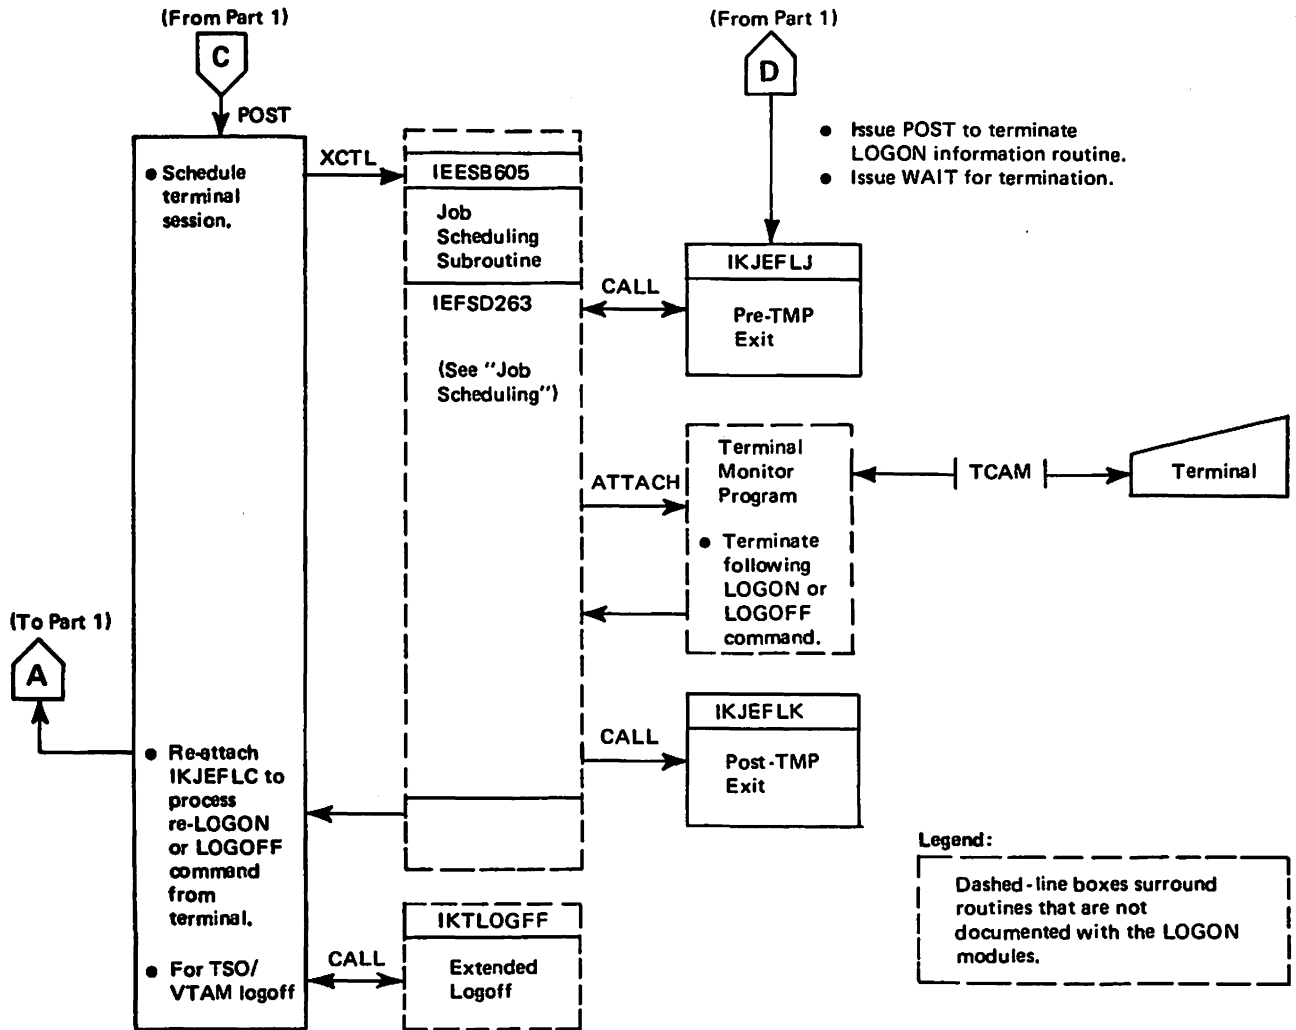 (From Part 1)
C
POST
● Schedule
terminal
session.
XCTL
IEESB605
Job
Scheduling
Subroutine
IEFSD263
(See "Job
Scheduling")
(From Part 1)
D
● Issue POST to terminate
LOGON information routine.
● Issue WAIT for termination.
CALL
IKJEFLJ
Pre-TMP
Exit
ATTACH
Terminal
Monitor
Program
● Terminate
following
LOGON or
LOGOFF
command.
TCAM
Terminal
(To Part 1)
A
● Re-attach
IKJEFLC to
process
re-LOGON
or LOGOFF
command
from
terminal.
CALL
IKJEFLK
Post-TMP
Exit
● For TSO/
VTAM logoff
CALL
IKTLOGFF
Extended
Logoff
Legend:
Dashed-line boxes surround
routines that are not
documented with the LOGON
modules.